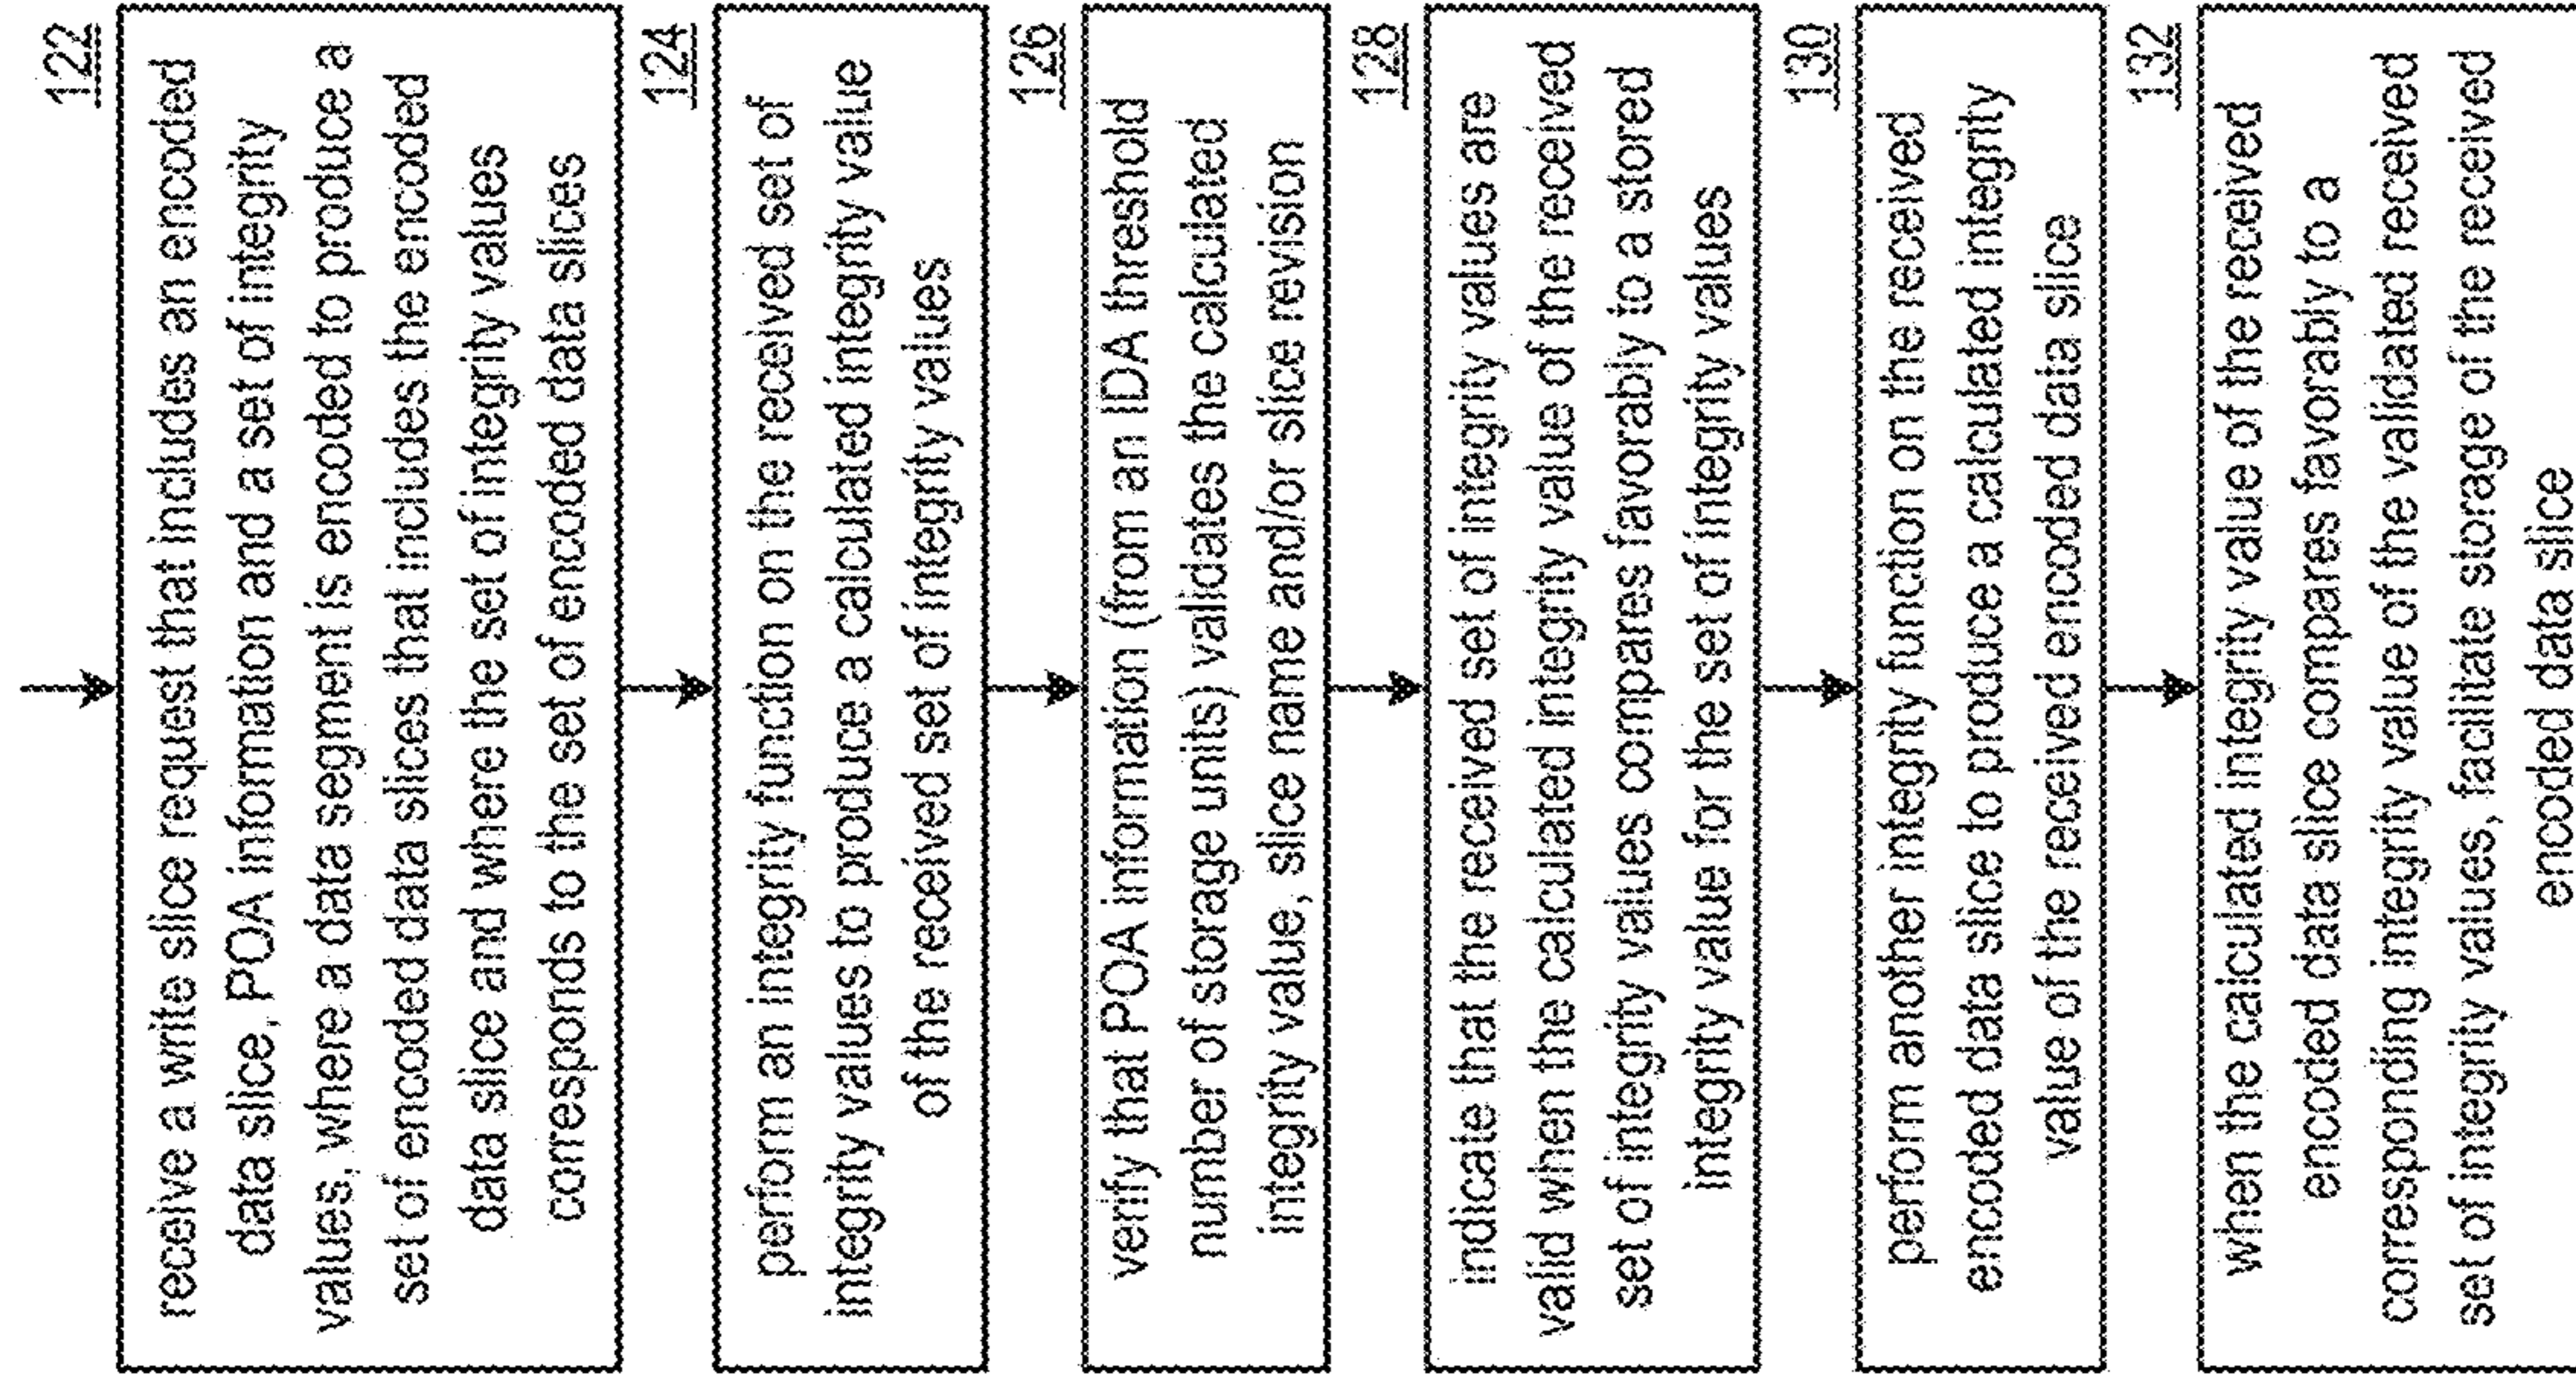 122
receive a write slice request that includes an encoded
data slice, POA information and a set of integrity
values, where a data segment is encoded to produce a
set of encoded data slices that includes the encoded
data slice and where the set of integrity values
corresponds to the set of encoded data slices
124
perform an integrity function on the received set of
integrity values to produce a calculated integrity value
of the received set of integrity values
126
verify that POA information (from an IDA threshold
number of storage units) validates the calculated
integrity value, slice name and/or slice revision
128
indicate that the received set of integrity values are
valid when the calculated integrity value of the received
set of integrity values compares favorably to a stored
integrity value for the set of integrity values
130
perform another integrity function on the received
encoded data slice to produce a calculated integrity
value of the received encoded data slice
132
when the calculated integrity value of the received
encoded data slice compares favorably to a
corresponding integrity value of the validated received
set of integrity values, facilitate storage of the received
encoded data slice